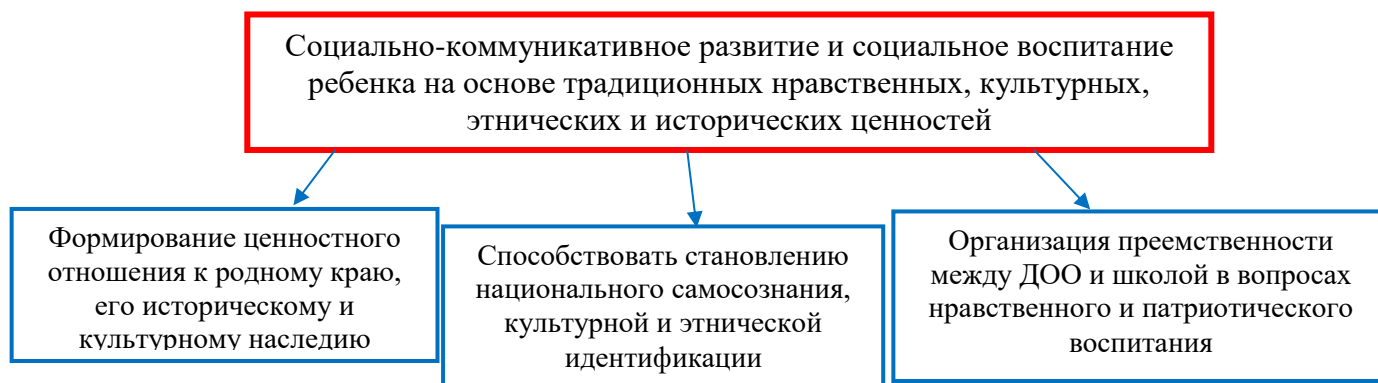 Социально-коммуникативное развитие и социальное воспитание
ребенка на основе традиционных нравственных, культурных,
этнических и исторических ценностей
Формирование ценностного
отношения к родному краю,
его историческому и
культурному наследию
Способствовать становлению
национального самосознания,
культурной и этнической
идентификации
Организация преемственности
между ДОО и школой в вопросах
нравственного и патриотического
воспитания